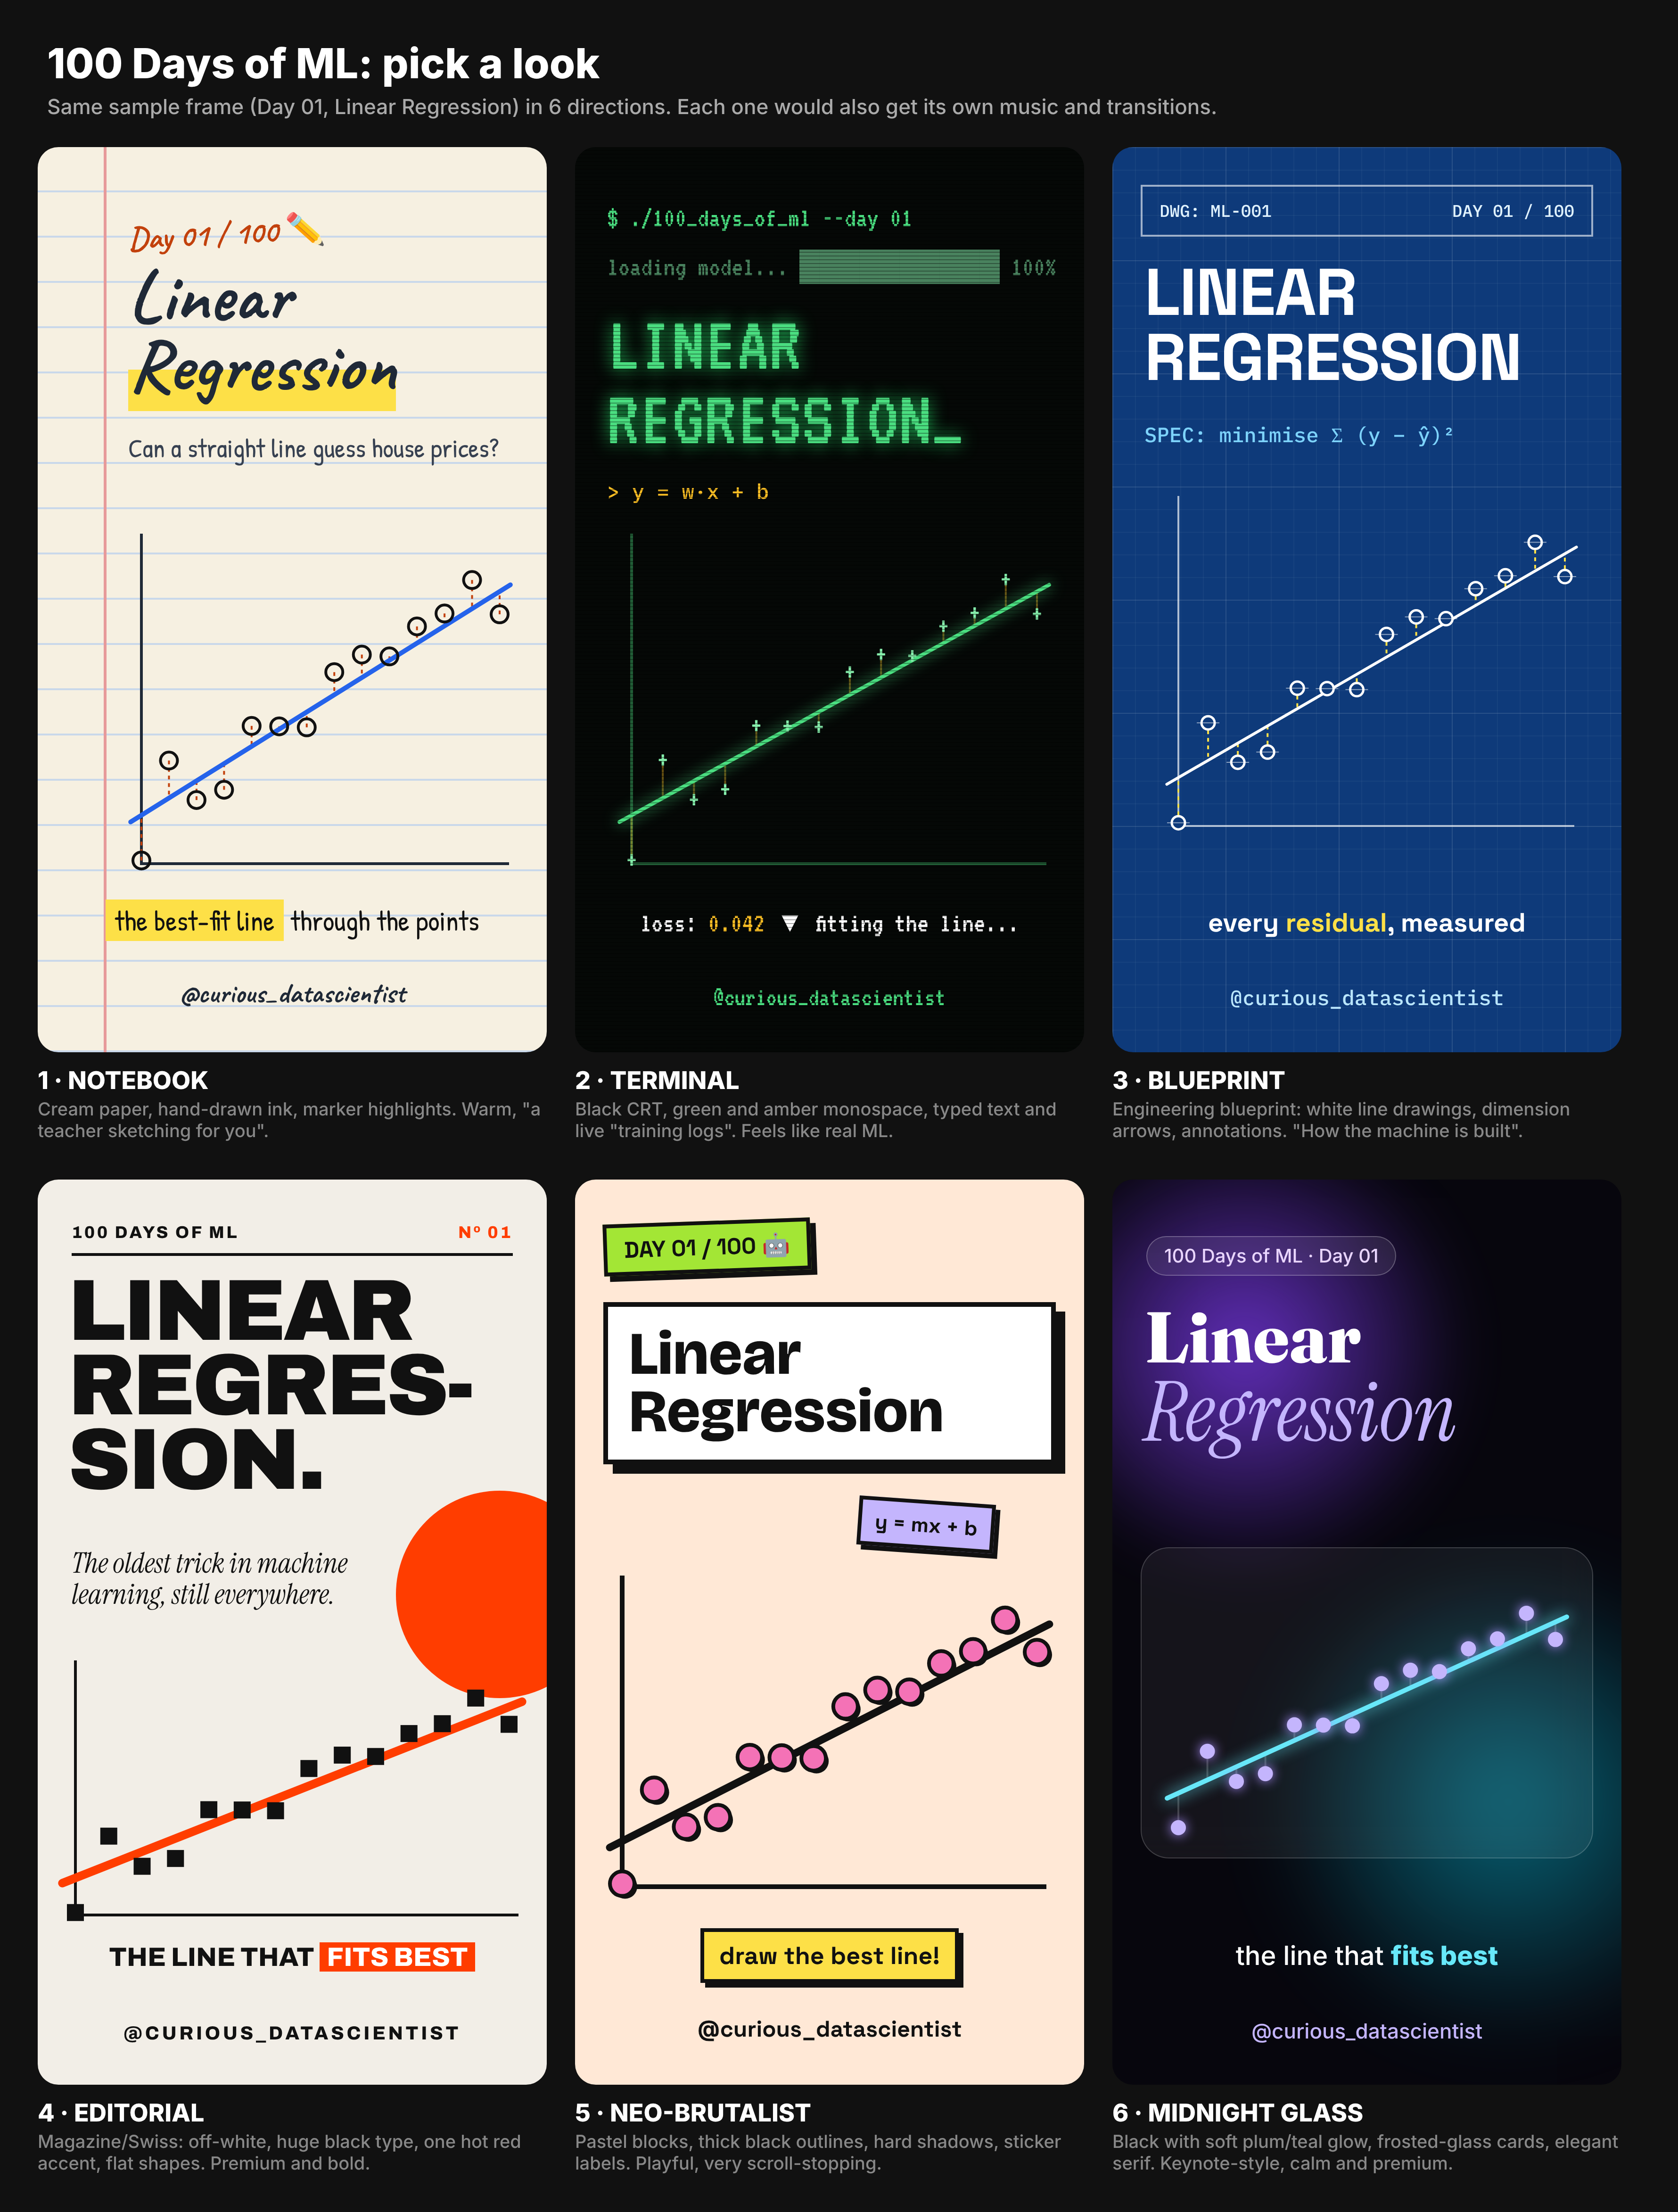 100 Days of ML: pick a look
Same sample frame (Day 01, Linear Regression) in 6 directions. Each one would also get its own music and transitions.
Day 01 / 100 ✏️
Linear
Regression
Can a straight line guess house prices?
the best-fit line through the points
@curious_datascientist
1 · NOTEBOOK
Cream paper, hand-drawn ink, marker highlights. Warm, "a
teacher sketching for you".
$ ./100_days_of_ml --day 01
loading model... 100%
LINEAR
REGRESSION_
> y = w·x + b
loss: 0.042 ▼ fitting the line...
@curious_datascientist
2 · TERMINAL
Black CRT, green and amber monospace, typed text and
live "training logs". Feels like real ML.
DWG: ML-001 DAY 01 / 100
LINEAR
REGRESSION
SPEC: minimise Σ (y − ŷ)²
every residual, measured
@curious_datascientist
3 · BLUEPRINT
Engineering blueprint: white line drawings, dimension
arrows, annotations. "How the machine is built".
100 DAYS OF ML Nº 01
LINEAR
REGRES-
SION.
The oldest trick in machine
learning, still everywhere.
THE LINE THAT FITS BEST
@CURIOUS_DATASCIENTIST
4 · EDITORIAL
Magazine/Swiss: off-white, huge black type, one hot red
accent, flat shapes. Premium and bold.
DAY 01 / 100 🤖
Linear
Regression
y = mx + b
draw the best line!
@curious_datascientist
5 · NEO-BRUTALIST
Pastel blocks, thick black outlines, hard shadows, sticker
labels. Playful, very scroll-stopping.
100 Days of ML · Day 01
Linear
Regression
the line that fits best
@curious_datascientist
6 · MIDNIGHT GLASS
Black with soft plum/teal glow, frosted-glass cards, elegant
serif. Keynote-style, calm and premium.